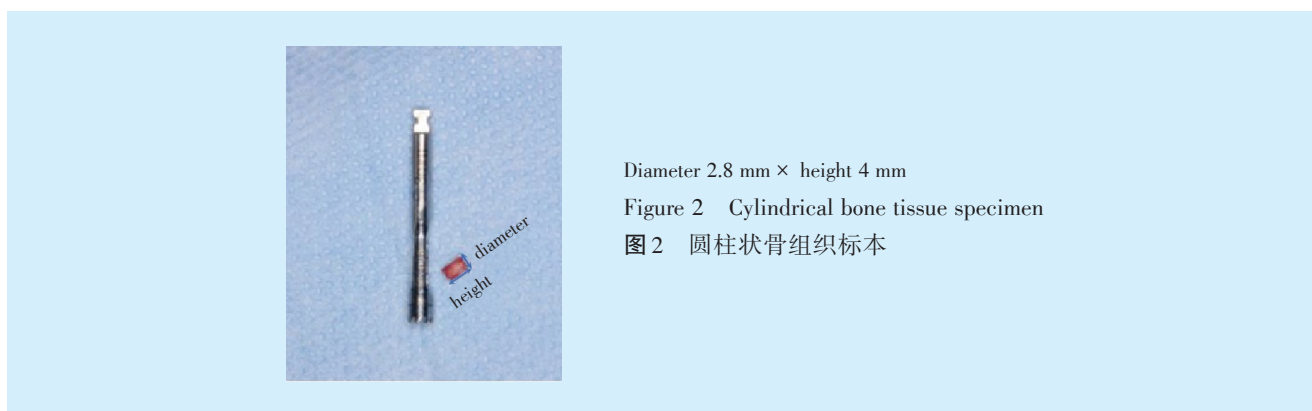 diameter
height
Diameter 2.8 mm × height 4 mm
Figure 2 Cylindrical bone tissue specimen
图2 圆柱状骨组织标本